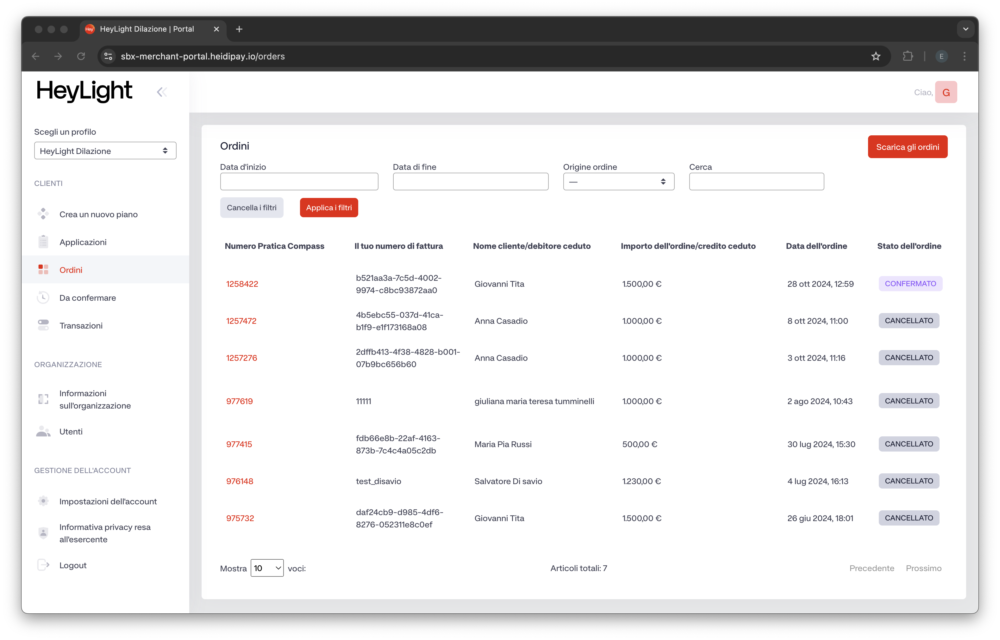 Hey
HeyLight Dilazione | Portal
sbx-merchant-portal.heidipay.io/orders
E
HeyLight
Ciao,
G
Scegli un profilo
HeyLight Dilazione
CLIENTI
Crea un nuovo piano
Applicazioni
Ordini
Da confermare
Transazioni
ORGANIZZAZIONE
Informazioni
sull'organizzazione
Utenti
GESTIONE DELL'ACCOUNT
Impostazioni dell'account
Informativa privacy resa
all'esercente
Logout
Ordini
Scarica gli ordini
Data d'inizio
Data di fine
Origine ordine
Cerca
—
Cancella i filtri
Applica i filtri
Numero Pratica Compass Il tuo numero di fattura Nome cliente/debitore ceduto Importo dell'ordine/credito ceduto Data dell'ordine Stato dell'ordine
1258422 b521aa3a-7c5d-4002- Giovanni Tita 1.500,00 € 28 ott 2024, 12:59 CONFERMATO
9974-c8bc93872aa0
1257472 4b5ebc55-037d-41ca- Anna Casadio 1.000,00 € 8 ott 2024, 11:00 CANCELLATO
b1f9-e1f173168a08
1257276 2dffb413-4f38-4828-b001- Anna Casadio 1.000,00 € 3 ott 2024, 11:16 CANCELLATO
07b9bc656b60
977619 11111 giuliana maria teresa tumminelli 1.000,00 € 2 ago 2024, 10:43 CANCELLATO
977415 fdb66e8b-22af-4163- Maria Pia Russi 500,00 € 30 lug 2024, 15:30 CANCELLATO
873b-7c4c4a05c2db
976148 test_disavio Salvatore Di savio 1.230,00 € 4 lug 2024, 16:13 CANCELLATO
975732 daf24cb9-d985-4df6- Giovanni Tita 1.500,00 € 26 giu 2024, 18:01 CANCELLATO
8276-052311e8c0ef
Mostra 10 voci:
Articoli totali: 7
Precedente Prossimo